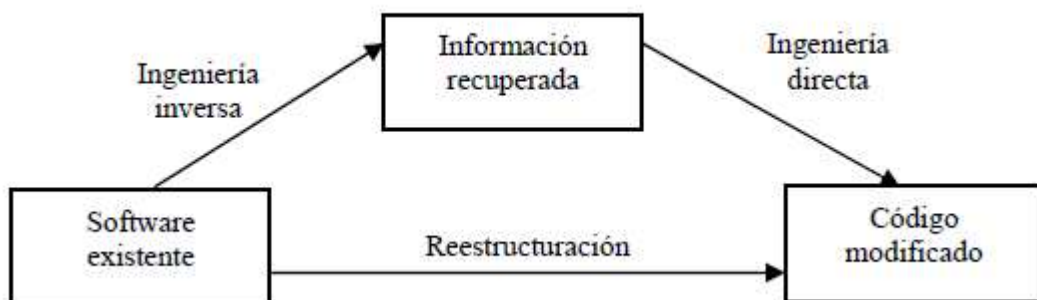 Información
recuperada
Ingeniería
directa
Ingeniería
inversa
Software
existente
Reestructuración
Código
modificado